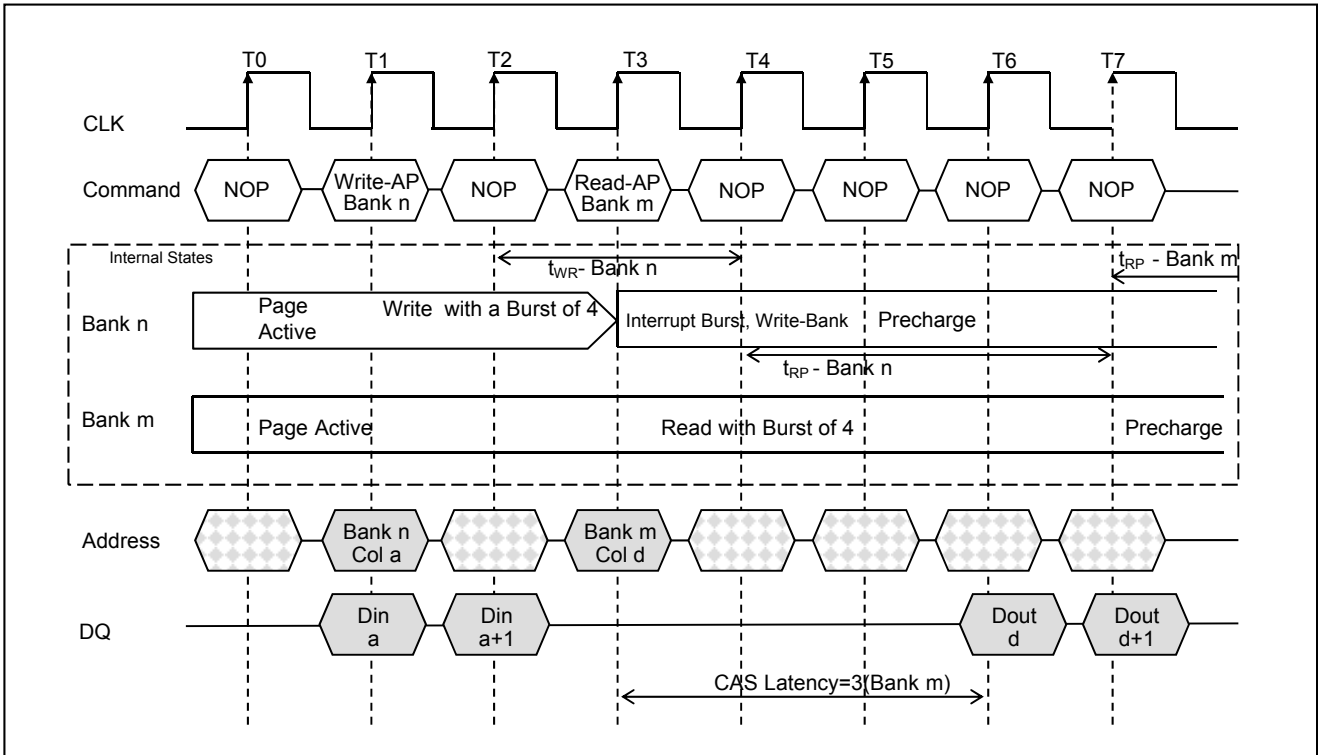 T0 T1 T2 T3 T4 T5 T6 T7
CLK
Command NOP Write-AP Bank n NOP Read-AP Bank m NOP NOP NOP NOP
Internal States
tWR- Bank n
tRP - Bank m
Bank n Page Active Write with a Burst of 4 Interrupt Burst, Write-Bank Precharge
tRP - Bank n
Bank m Page Active Read with Burst of 4 Precharge
Address Bank n Col a Bank m Col d
DQ Din a Din a+1 Dout d Dout d+1
CAS Latency=3(Bank m)